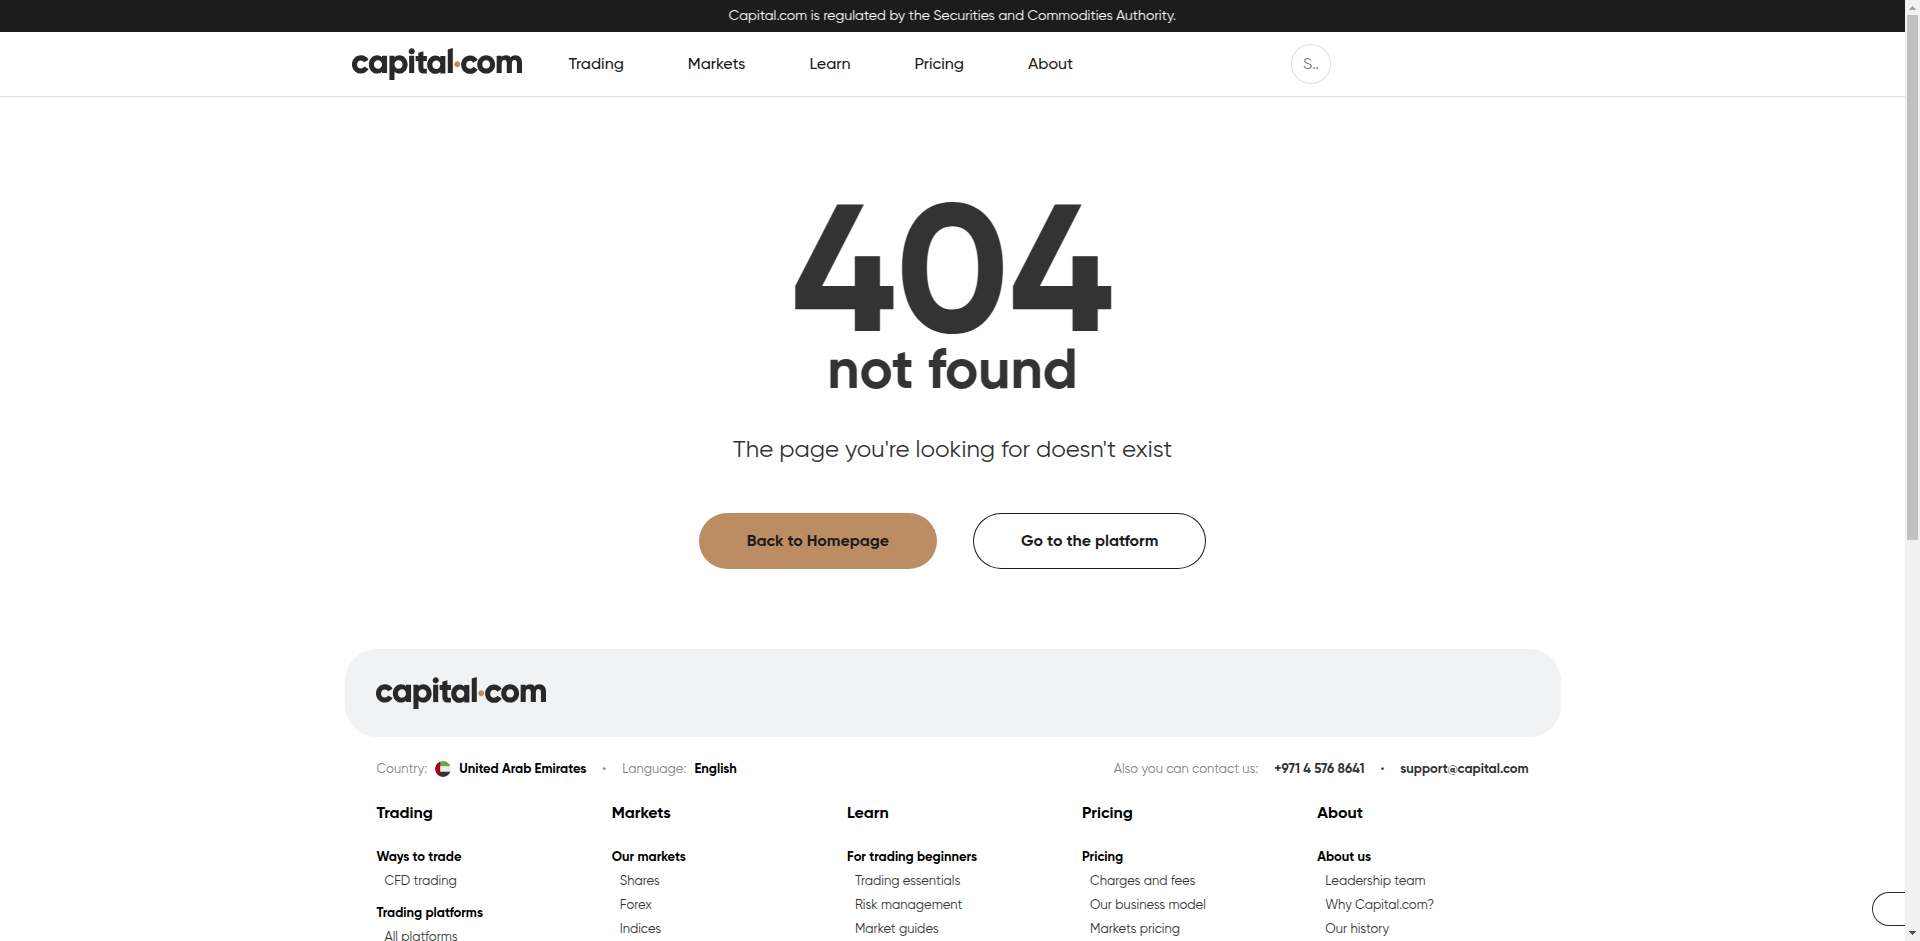 Capital.com is regulated by the Securities and Commodities Authority.
capital.com
Trading
Markets
Learn
Pricing
About
S..
404
not found
The page you're looking for doesn't exist
Back to Homepage
Go to the platform
capital.com
Country: United Arab Emirates • Language: English
Also you can contact us: +971 4 576 8641 • support@capital.com
Trading
Ways to trade
CFD trading
Trading platforms
All platforms
Markets
Our markets
Shares
Forex
Indices
Learn
For trading beginners
Trading essentials
Risk management
Market guides
Pricing
Pricing
Charges and fees
Our business model
Markets pricing
About
About us
Leadership team
Why Capital.com?
Our history